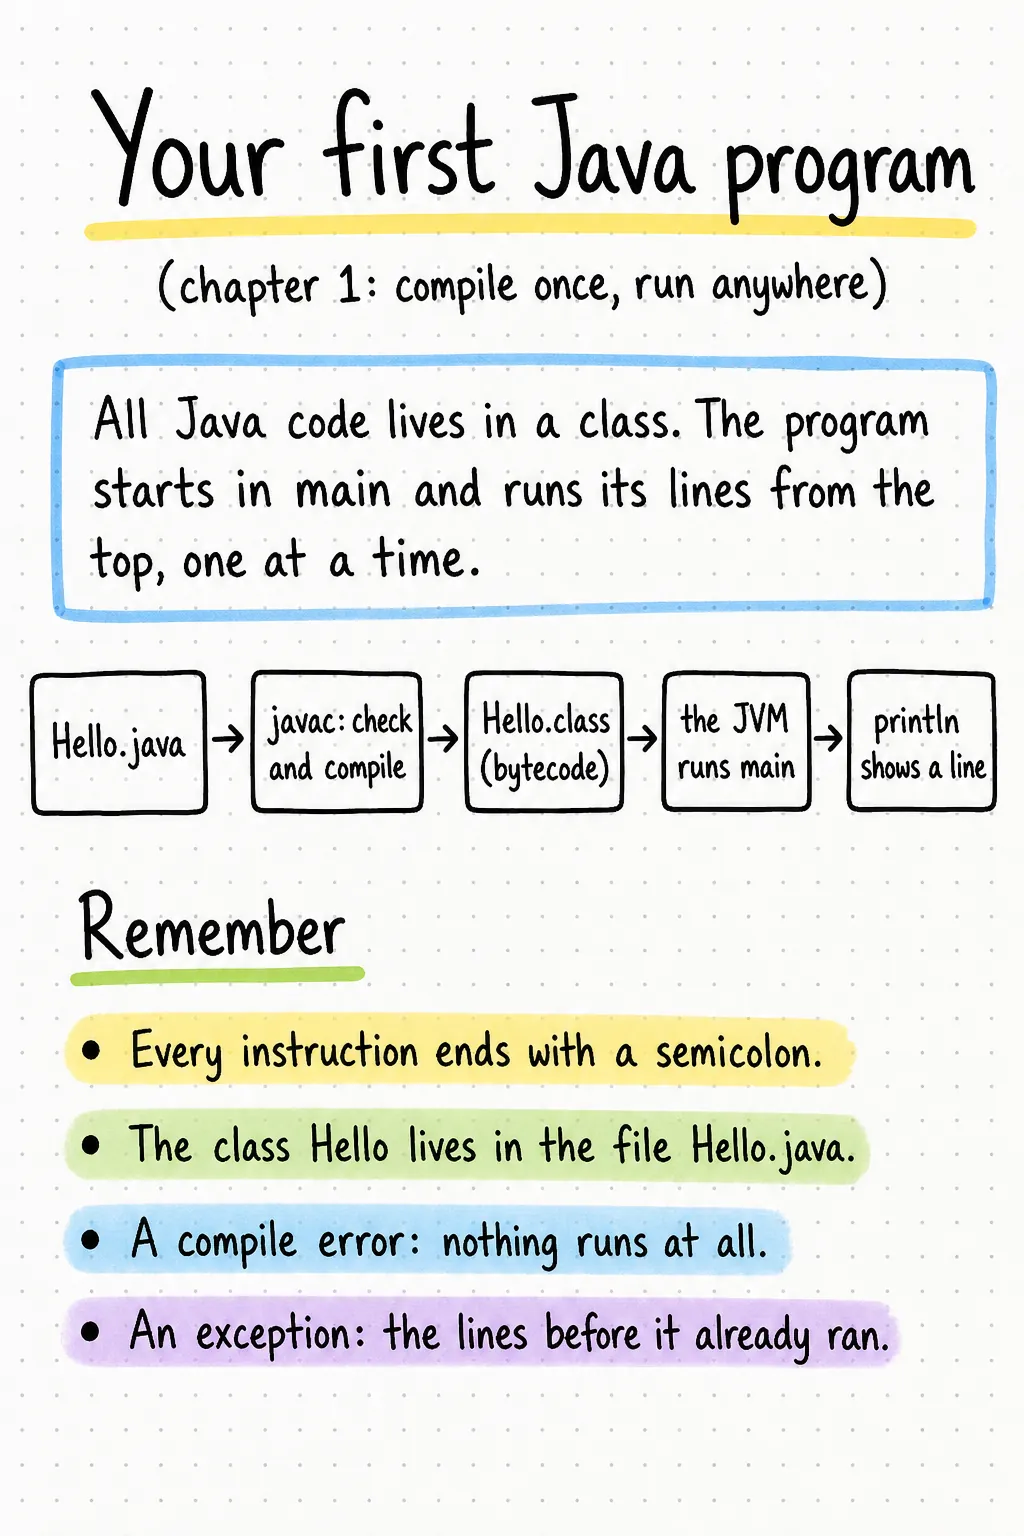 Your first Java program
(chapter 1: compile once, run anywhere)
All Java code lives in a class. The program
starts in main and runs its lines from the
top, one at a time.
Hello.java
javac: check
and compile
Hello.class
(bytecode)
the JVM
runs main
println
shows a line
Remember
• Every instruction ends with a semicolon.
• The class Hello lives in the file Hello.java.
• A compile error: nothing runs at all.
• An exception: the lines before it already ran.